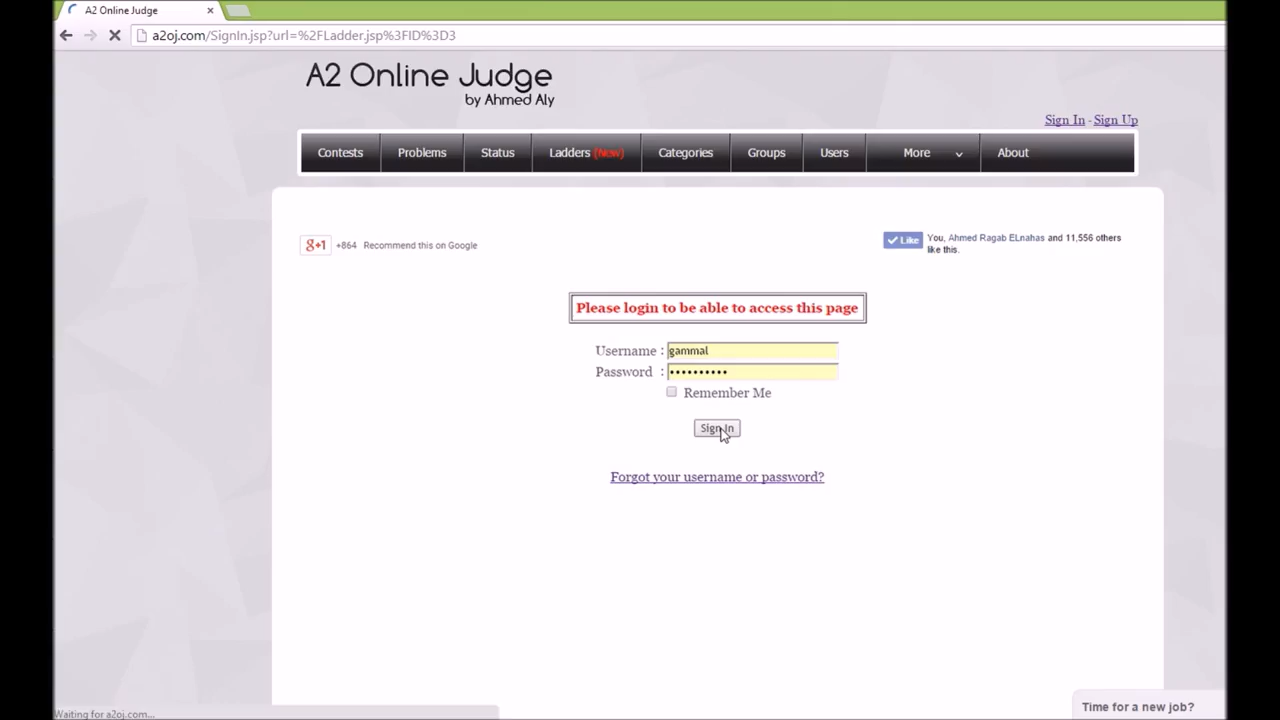 A2 Online Judge
a2oj.com/SignIn.jsp?url=%2FLadder.jsp%3FID%3D3
A2 Online Judge
by Ahmed Aly
Sign In - Sign Up
Contests Problems Status Ladders (New) Categories Groups Users More About
g+1 +864 Recommend this on Google
Like You, Ahmed Ragab ELnahas and 11,556 others
like this.
Please login to be able to access this page
Username : gammal
Password : ••••••••••
Remember Me
Sign In
Forgot your username or password?
Time for a new job?
Waiting for a2oj.com...